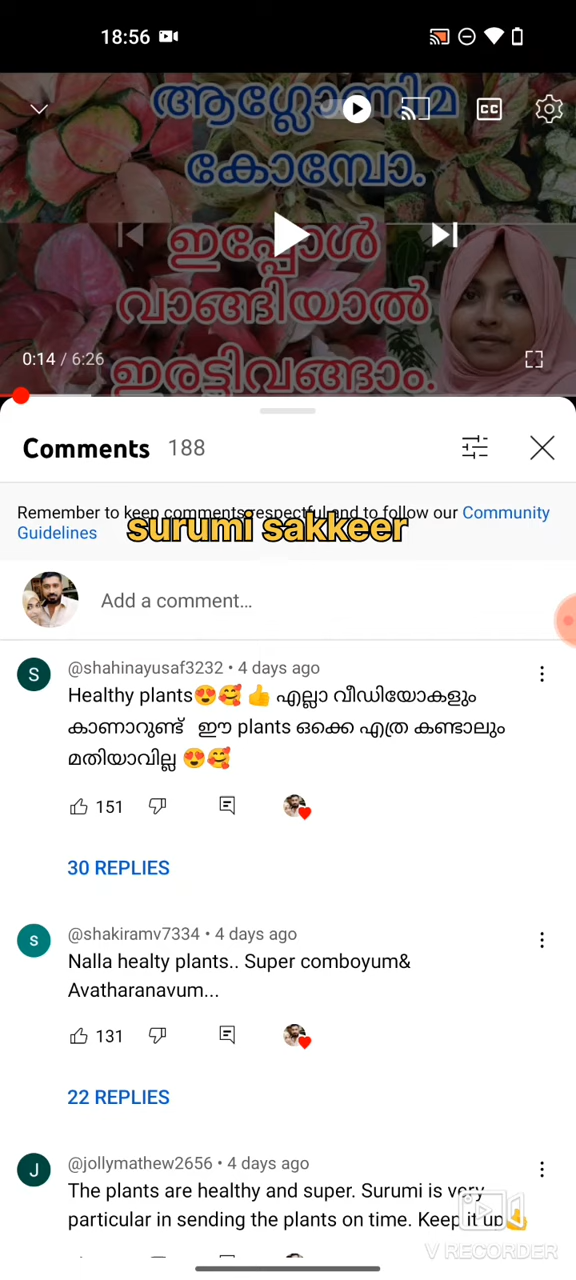 18:56
ആഗ്ലോണിമ
CC
കോമ്പോ.
ഇപ്പോൾ
വാങ്ങിയാൽ
0:14 / 6:26
ഇരട്ടിവങ്ങാം.
Comments 188
Remember to keep comments respectful and to follow our Community
Guidelines
surumi sakkeer
Add a comment...
S
@shahinayusaf3232 • 4 days ago
Healthy plants😍🥰 👍 എല്ലാ വീഡിയോകളും
കാണാറുണ്ട് ഈ plants ഒക്കെ എത്ര കണ്ടാലും
മതിയാവില്ല 😍🥰
151
30 REPLIES
s
@shakiramv7334 • 4 days ago
Nalla healty plants.. Super comboyum&
Avatharanavum...
131
22 REPLIES
J
@jollymathew2656 • 4 days ago
The plants are healthy and super. Surumi is very
particular in sending the plants on time. Keep it up👍
V RECORDER